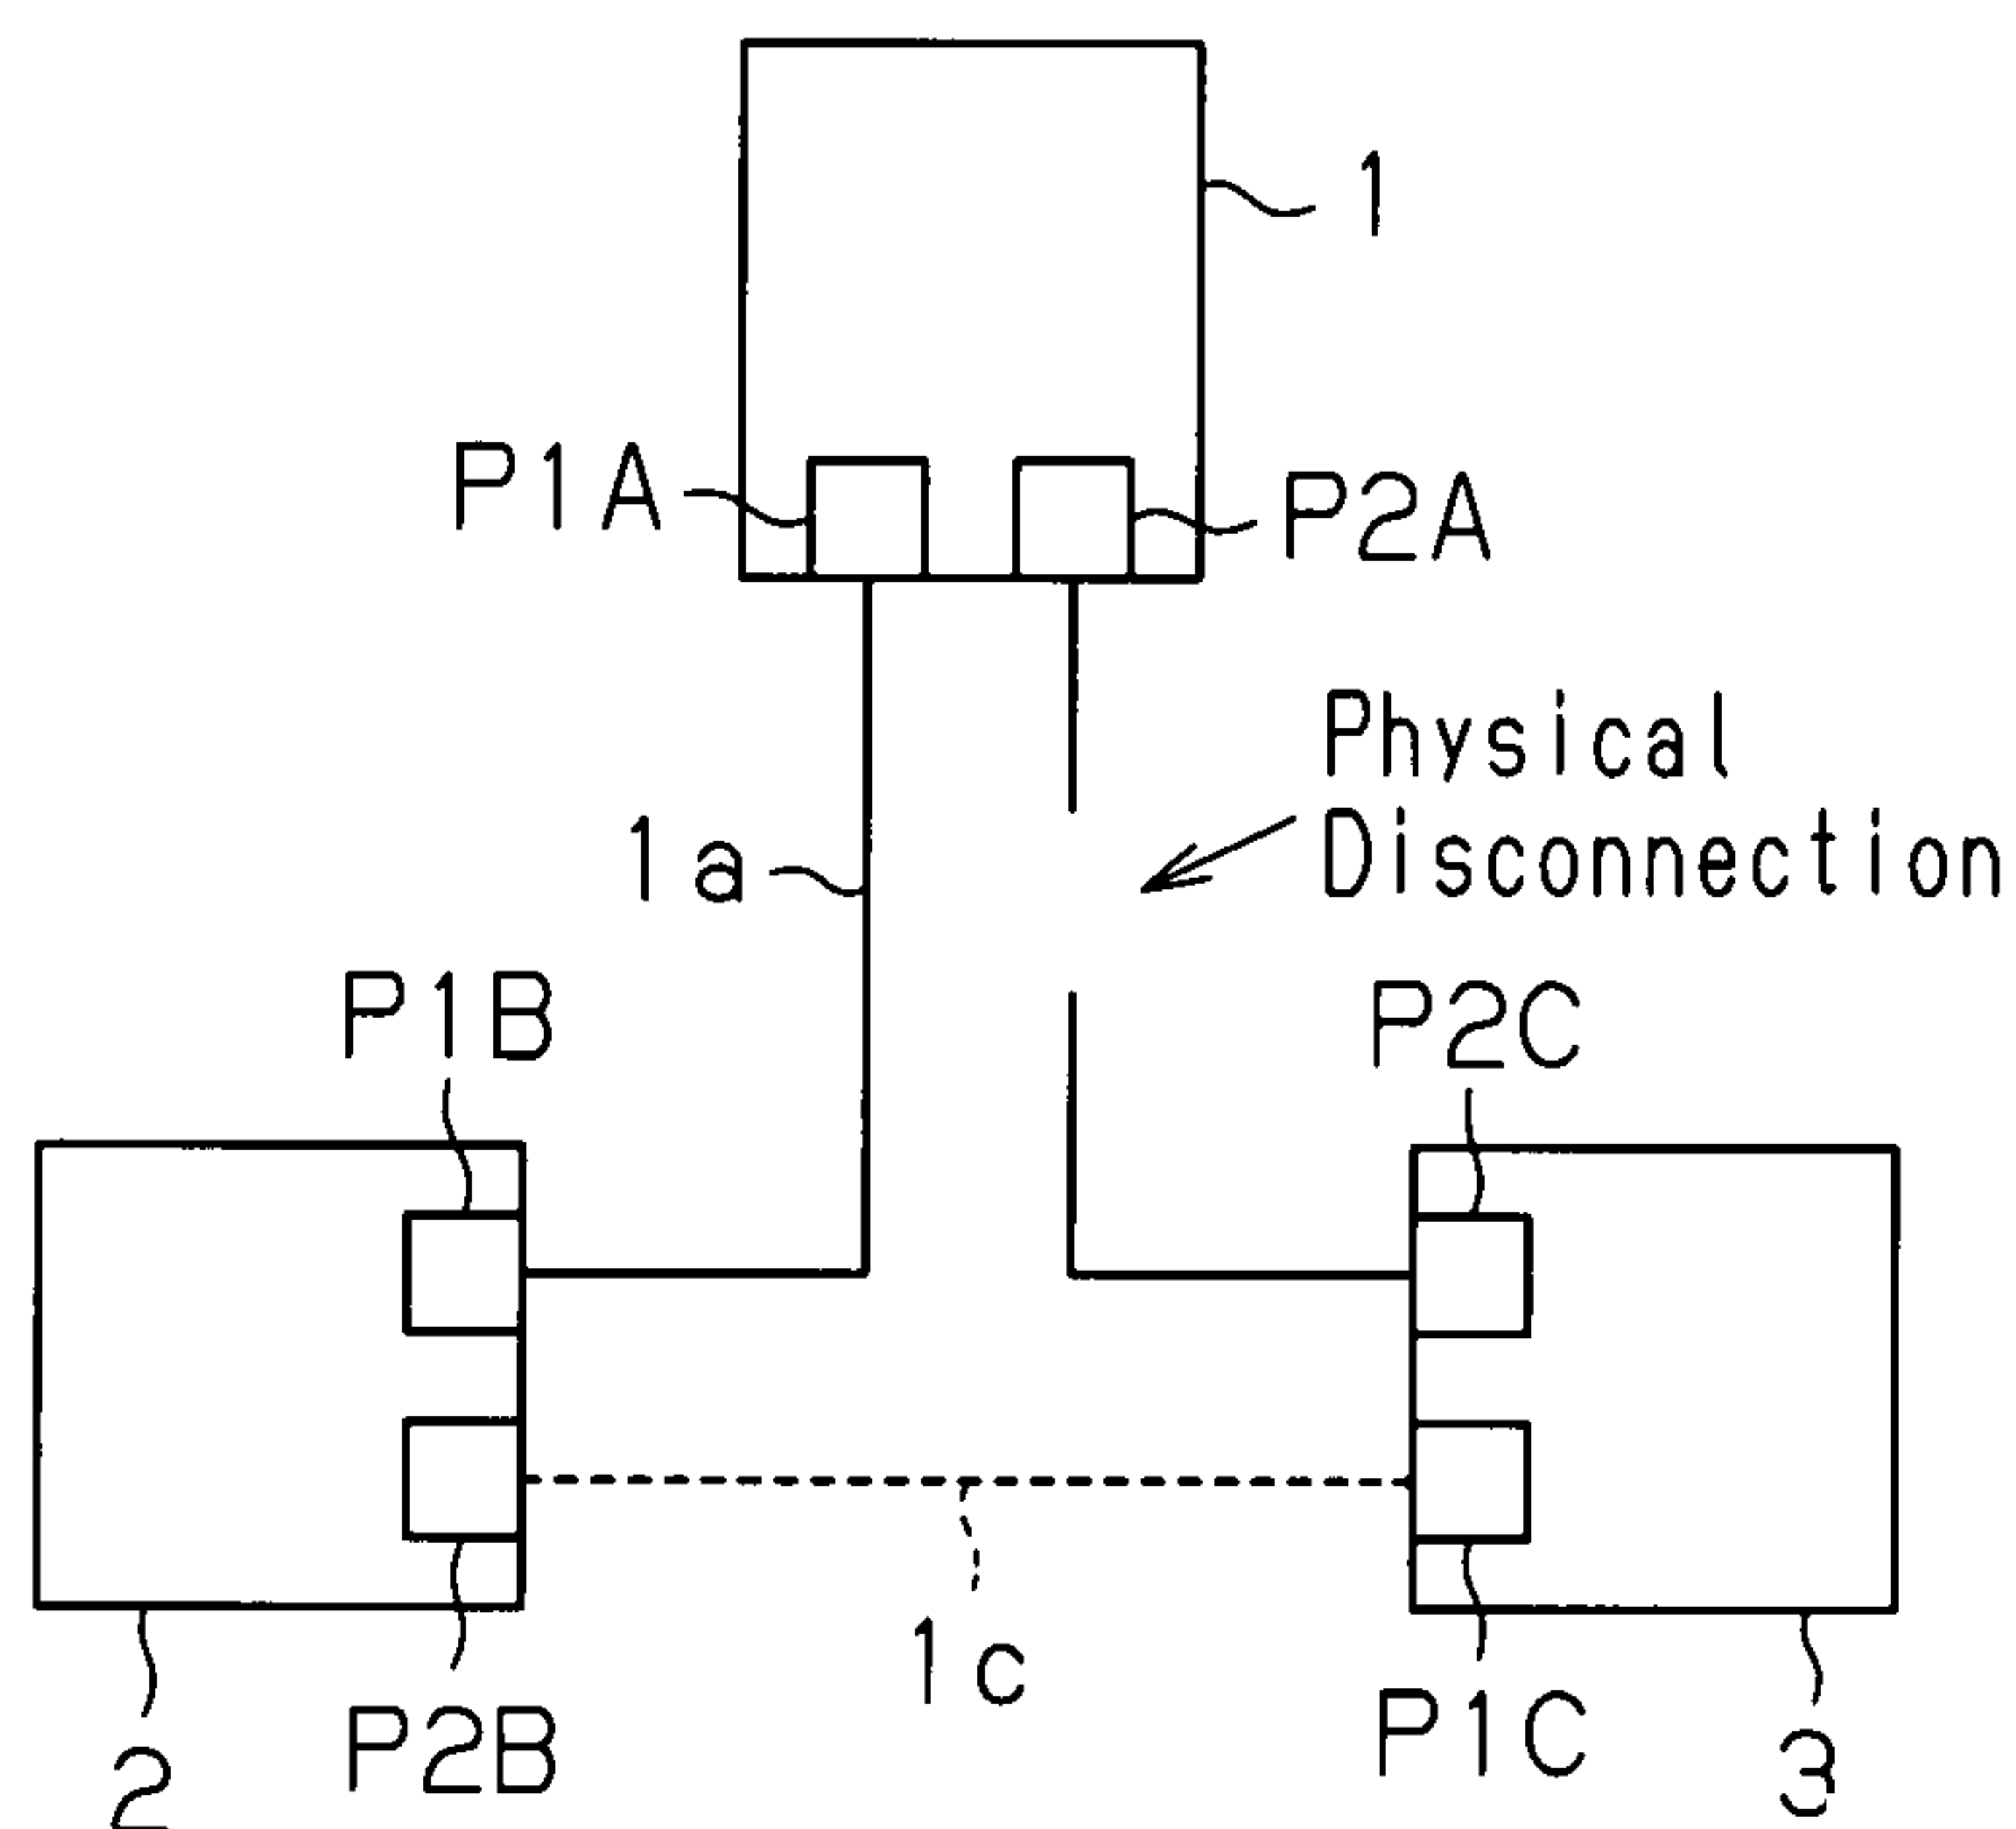 1
P1A
P2A
Physical
Disconnection
1a
P1B
P2C
1c
P2B
P1C
2
3